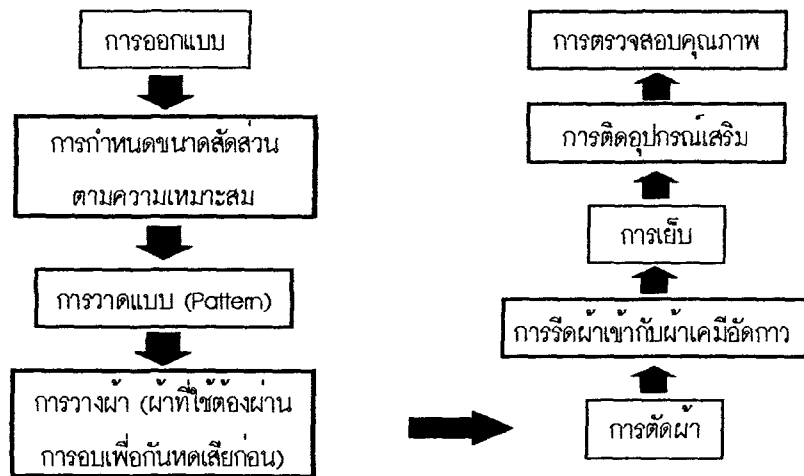 การออกแบบ
การกำหนดขนาดสัดส่วน
ตามความเหมาะสม
การวาดแบบ (Pattern)
การวางผ้า (ผ้าที่ใช้ต้องผ่าน
การอบเพื่อกันหดเสียก่อน)
การตัดผ้า
การรีดผ้าเข้ากับผ้าเคมีอัดกาว
การเย็บ
การติดอุปกรณ์เสริม
การตรวจสอบคุณภาพ